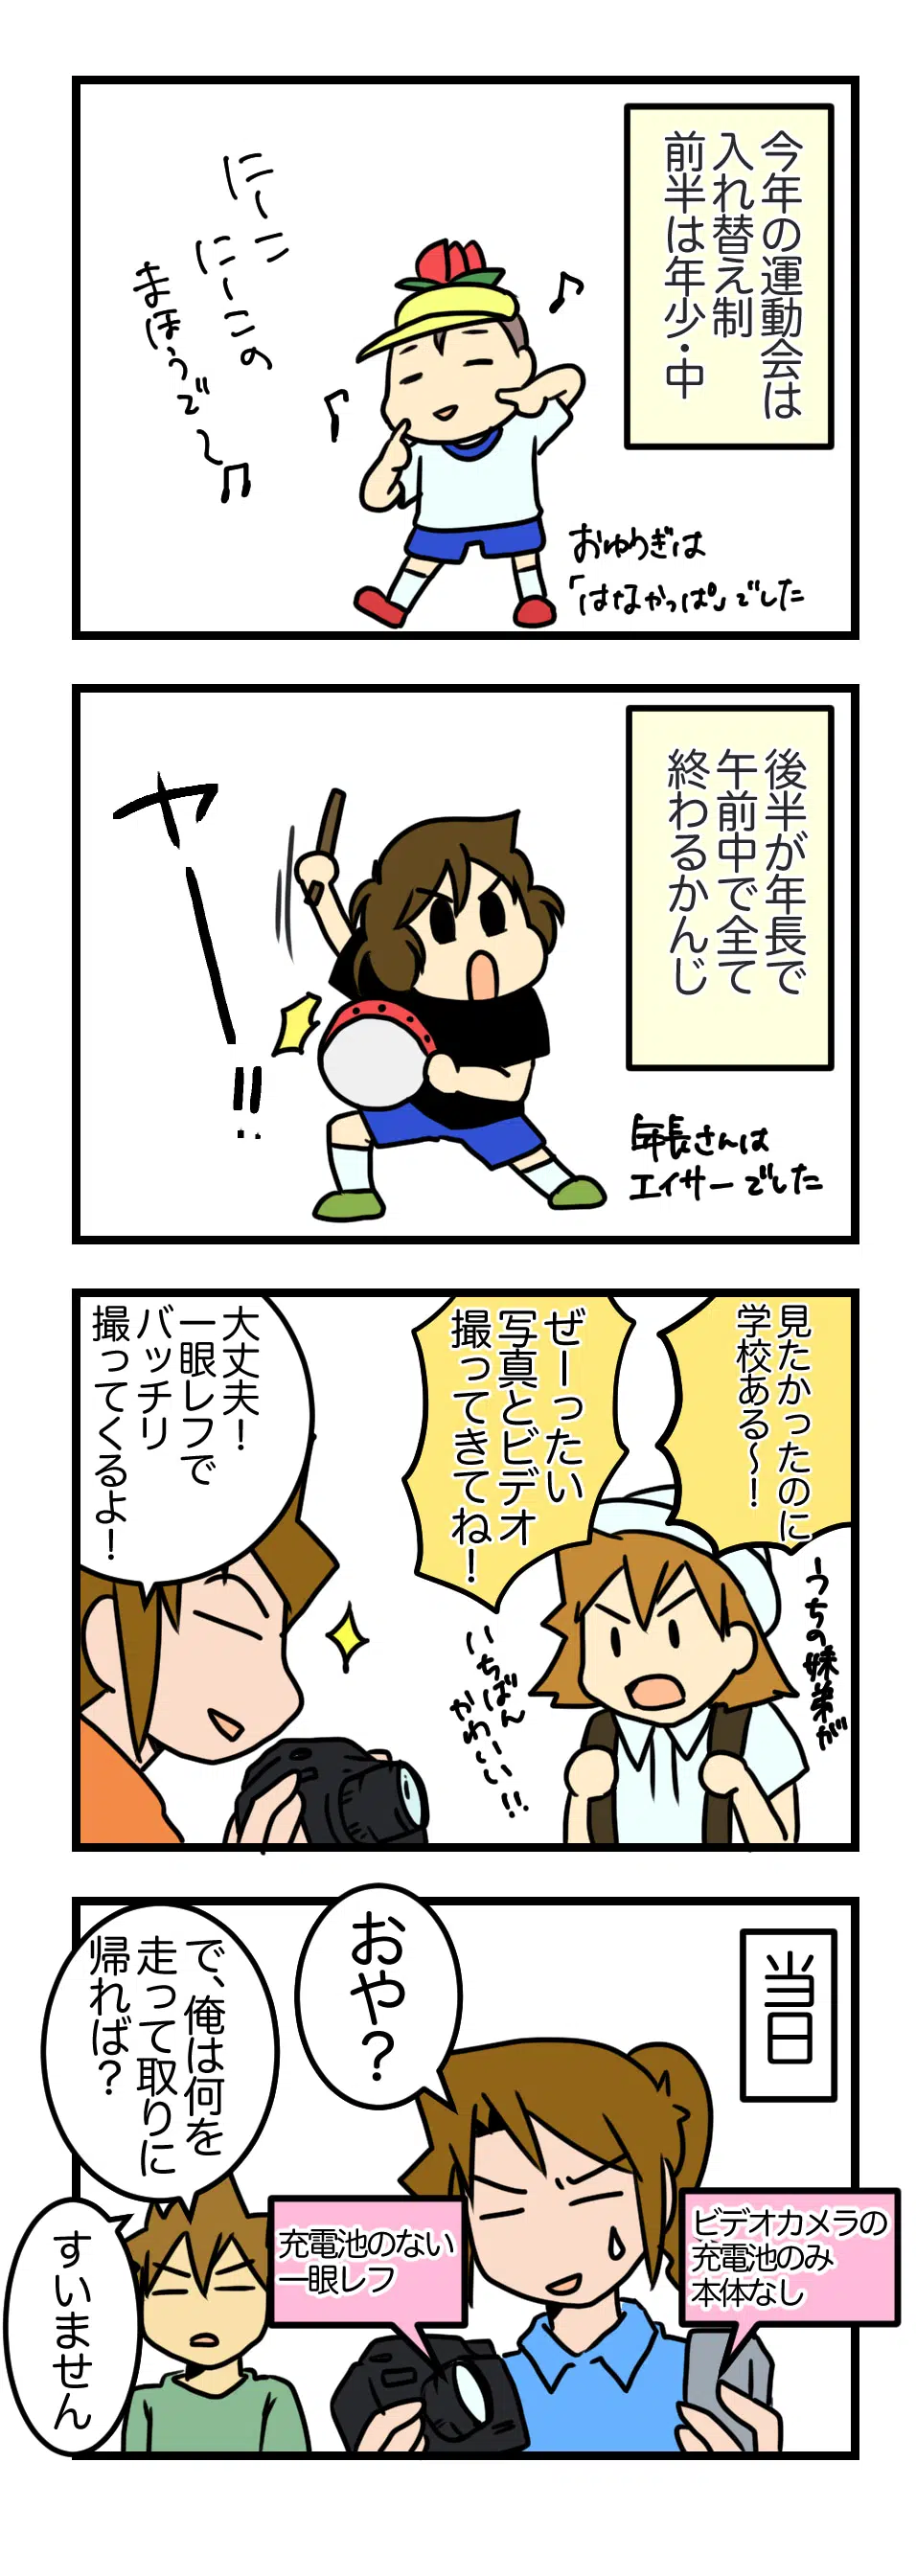 今年の運動会は
入れ替え制
前半は年少・中
にーこ
にーこの
まほうで～♫
♪
♪
おゆうぎは
「はなかっぱ」でした
後半が年長で
午前中で全て
終わるかんじ
ヤー!!
年長さんは
エイサーでした
見たかったのに
学校ある～！
ぜーったい
写真とビデオ
撮ってきてね！
うちの妹弟が
いちばん
かわいい!!
大丈夫！
一眼レフで
バッチリ
撮ってくるよ！
当日
おや？
ビデオカメラの
充電池のみ
本体なし
充電池のない
一眼レフ
で、俺は何を
走って取りに
帰れば？
すいません